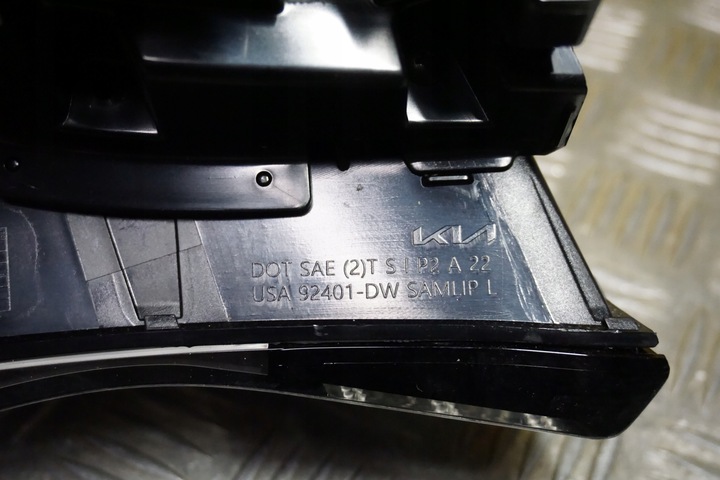 KIA
DOT SAE (2)T S I P2 A 22
USA 92401-DW SAMLIP L